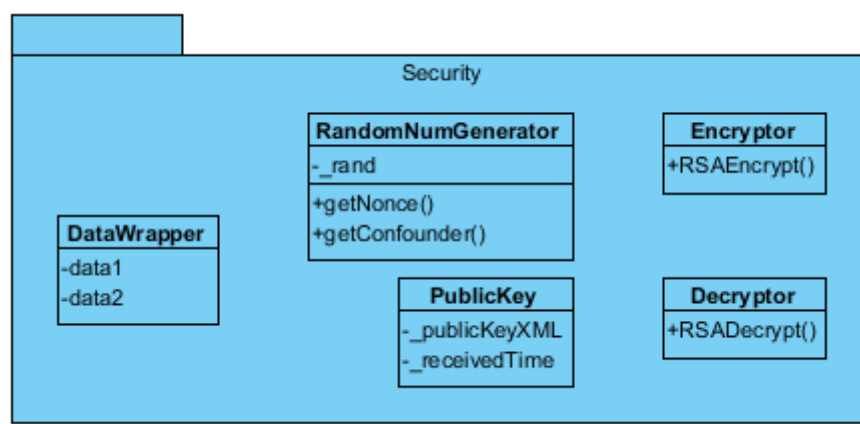 Security
RandomNumGenerator
-_rand
+getNonce()
+getConfounder()
Encryptor
+RSAEncrypt()
DataWrapper
-data1
-data2
PublicKey
-_publicKeyXML
-_receivedTime
Decryptor
+RSADecrypt()